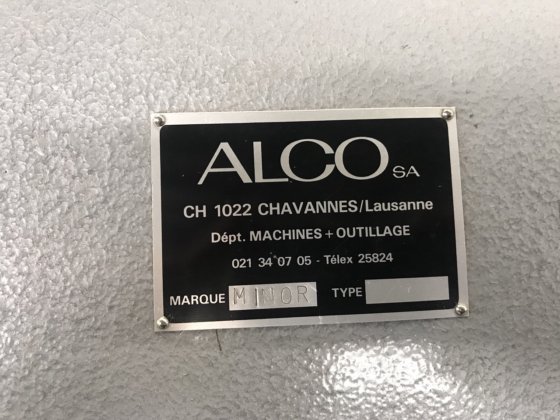 ALCO SA
CH 1022 CHAVANNES/Lausanne
Dépt. MACHINES + OUTILLAGE
021 34 07 05 - Télex 25824
MARQUE MINOR TYPE